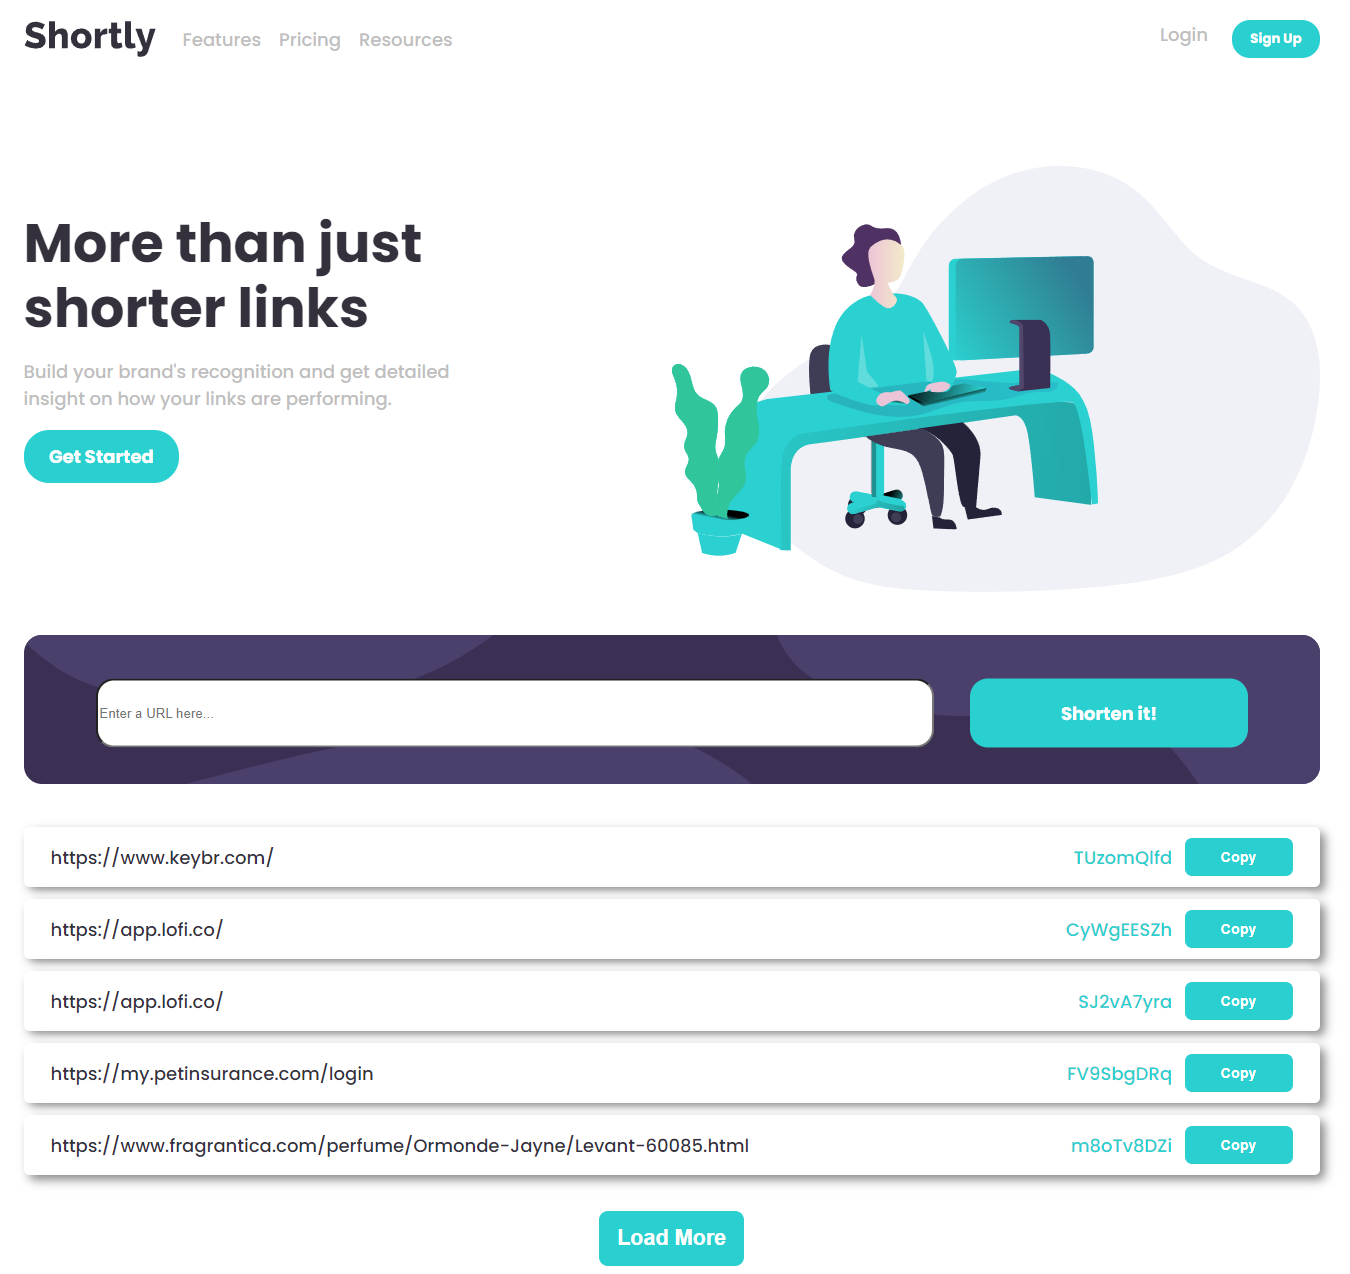 Shortly Features Pricing Resources Login Sign Up
More than just
shorter links
Build your brand's recognition and get detailed
insight on how your links are performing.
Get Started
Enter a URL here... Shorten it!
https://www.keybr.com/ TUzomQlfd Copy
https://app.lofi.co/ CyWgEESZh Copy
https://app.lofi.co/ SJ2vA7yra Copy
https://my.petinsurance.com/login FV9SbgDRq Copy
https://www.fragrantica.com/perfume/Ormonde-Jayne/Levant-60085.html m8oTv8DZi Copy
Load More